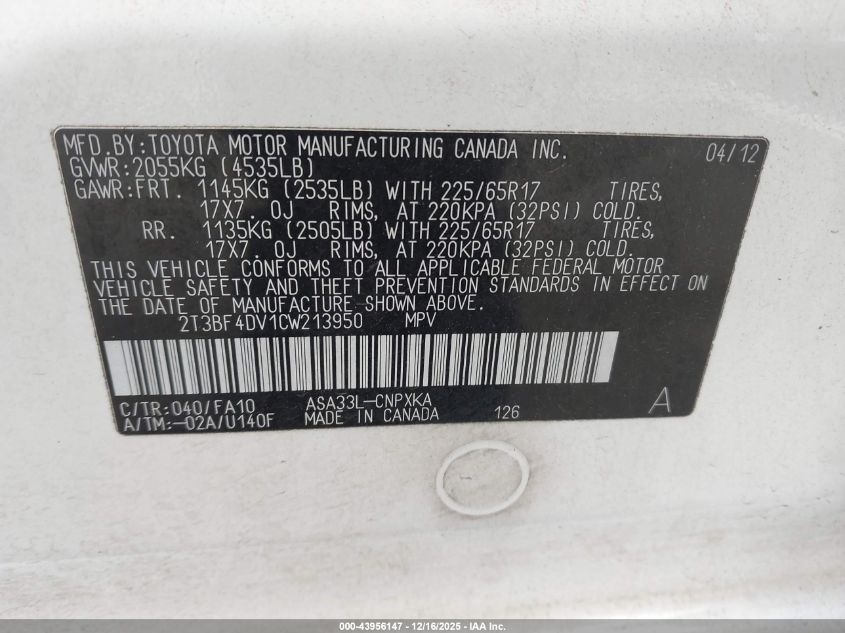 MFD.BY:TOYOTA MOTOR MANUFACTURING CANADA INC. 04/12
GVWR:2055KG (4535LB)
GAWR:FRT. 1145KG (2535LB) WITH 225/65R17 TIRES,
17X7. 0J RIMS, AT 220KPA (32PSI) COLD.
RR. 1135KG (2505LB) WITH 225/65R17 TIRES,
17X7. 0J RIMS, AT 220KPA (32PSI) COLD.
THIS VEHICLE CONFORMS TO ALL APPLICABLE FEDERAL MOTOR
VEHICLE SAFETY AND THEFT PREVENTION STANDARDS IN EFFECT ON
THE DATE OF MANUFACTURE SHOWN ABOVE.
2T3BF4DV1CW213950 MPV
C/TR:040/FA10 ASA33L-CNPXKA A
A/TM:-02A/U140F MADE IN CANADA 126
000-43956147 - 12/16/2025 - IAA Inc.